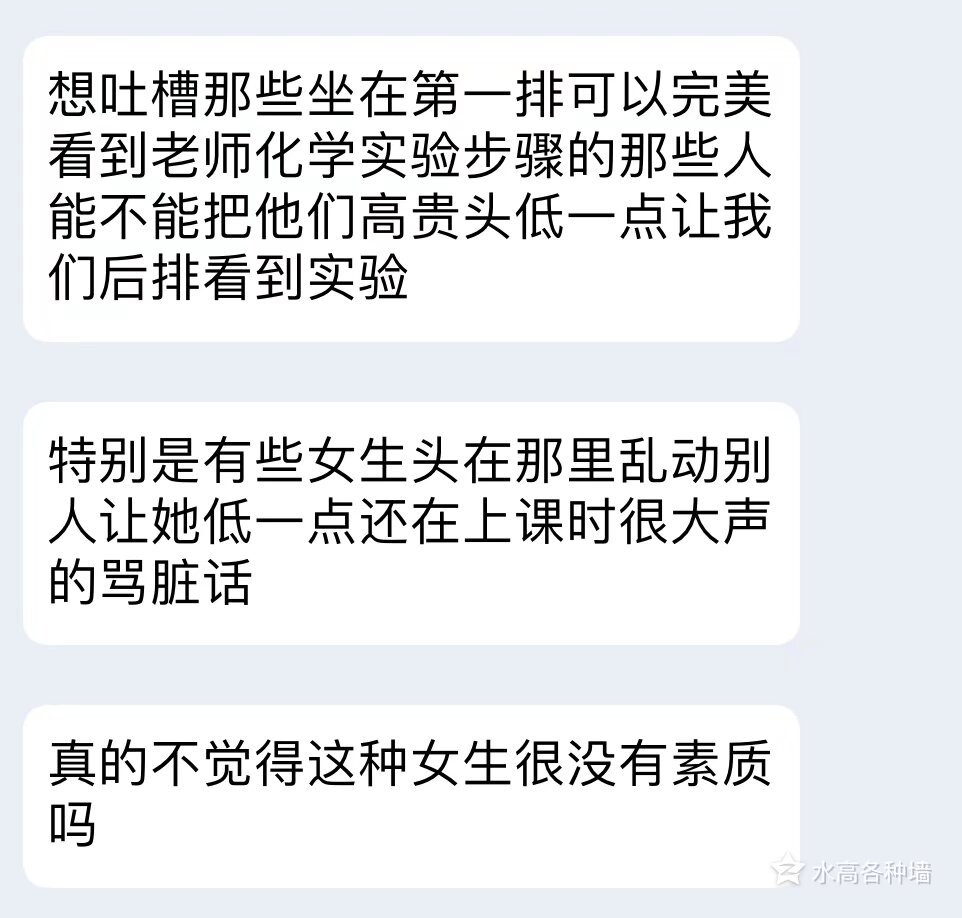 想吐槽那些坐在第一排可以完美
看到老师化学实验步骤的那些人
能不能把他们高贵头低一点让我
们后排看到实验
特别是有些女生头在那里乱动别
人让她低一点还在上课时很大声
的骂脏话
真的不觉得这种女生很没有素质
吗
水高各种墙